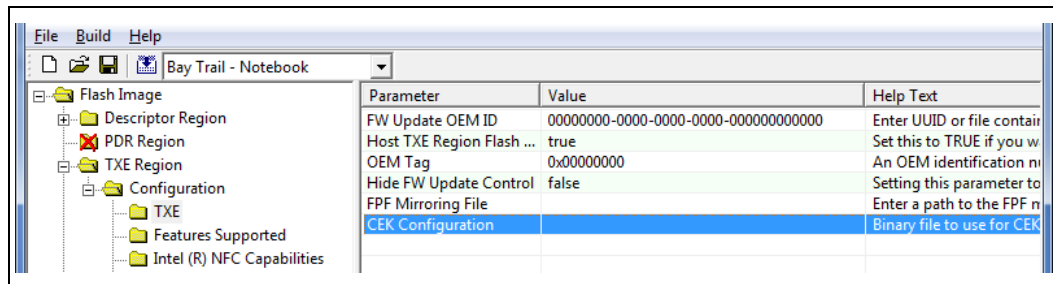 File Build Help
Bay Trail - Notebook
Flash Image
Descriptor Region
PDR Region
TXE Region
Configuration
TXE
Features Supported
Intel (R) NFC Capabilities
Parameter Value Help Text
FW Update OEM ID 00000000-0000-0000-0000-000000000000 Enter UUID or file contair
Host TXE Region Flash ... true Set this to TRUE if you w
OEM Tag 0x00000000 An OEM identification nu
Hide FW Update Control false Setting this parameter to
FPF Mirroring File Enter a path to the FPF m
CEK Configuration Binary file to use for CEK